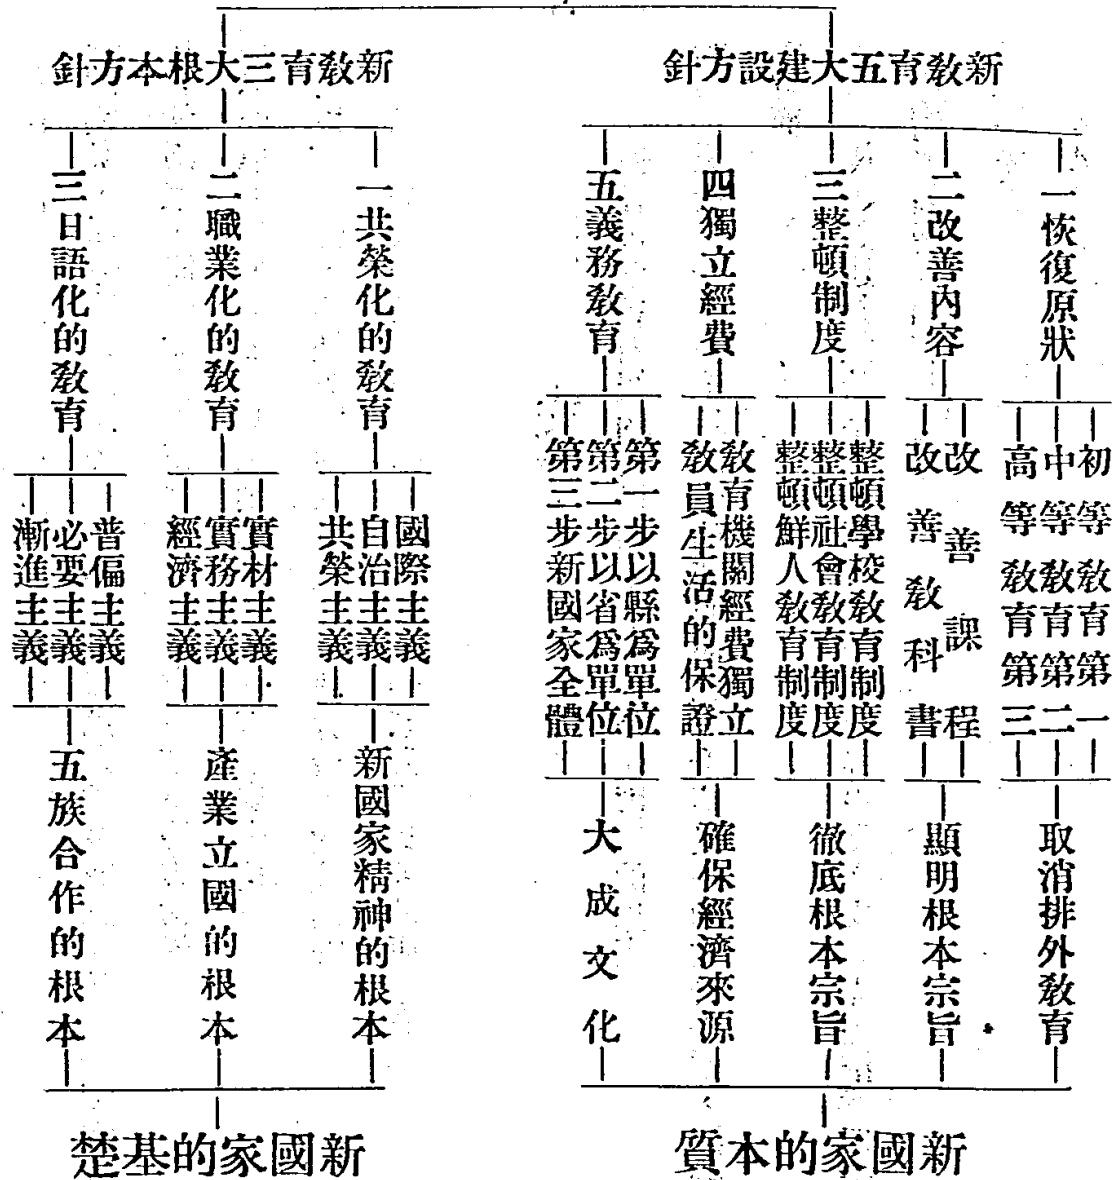 新敎育五大建設方針
一恢復原狀
初等敎育第一
中等敎育第二
高等敎育第三
取消排外敎育
二改善內容
改善課程
改善敎科書
顯明根本宗旨
三整頓制度
整頓學校敎育制度
整頓社會敎育制度
整頓鮮人敎育制度
徹底根本宗旨
四獨立經費
敎育機關經費獨立
敎員生活的保證
確保經濟來源
五義務敎育
第一步以縣爲單位
第二步以省爲單位
第三步新國家全體
大成文化
新國家的本質
新敎育三大根本方針
一共榮化的敎育
國際主義
自治主義
共榮主義
新國家精神的根本
二職業化的敎育
實材主義
實務主義
經濟主義
產業立國的根本
三日語化的敎育
普偏主義
必要主義
漸進主義
五族合作的根本
新國家的基楚